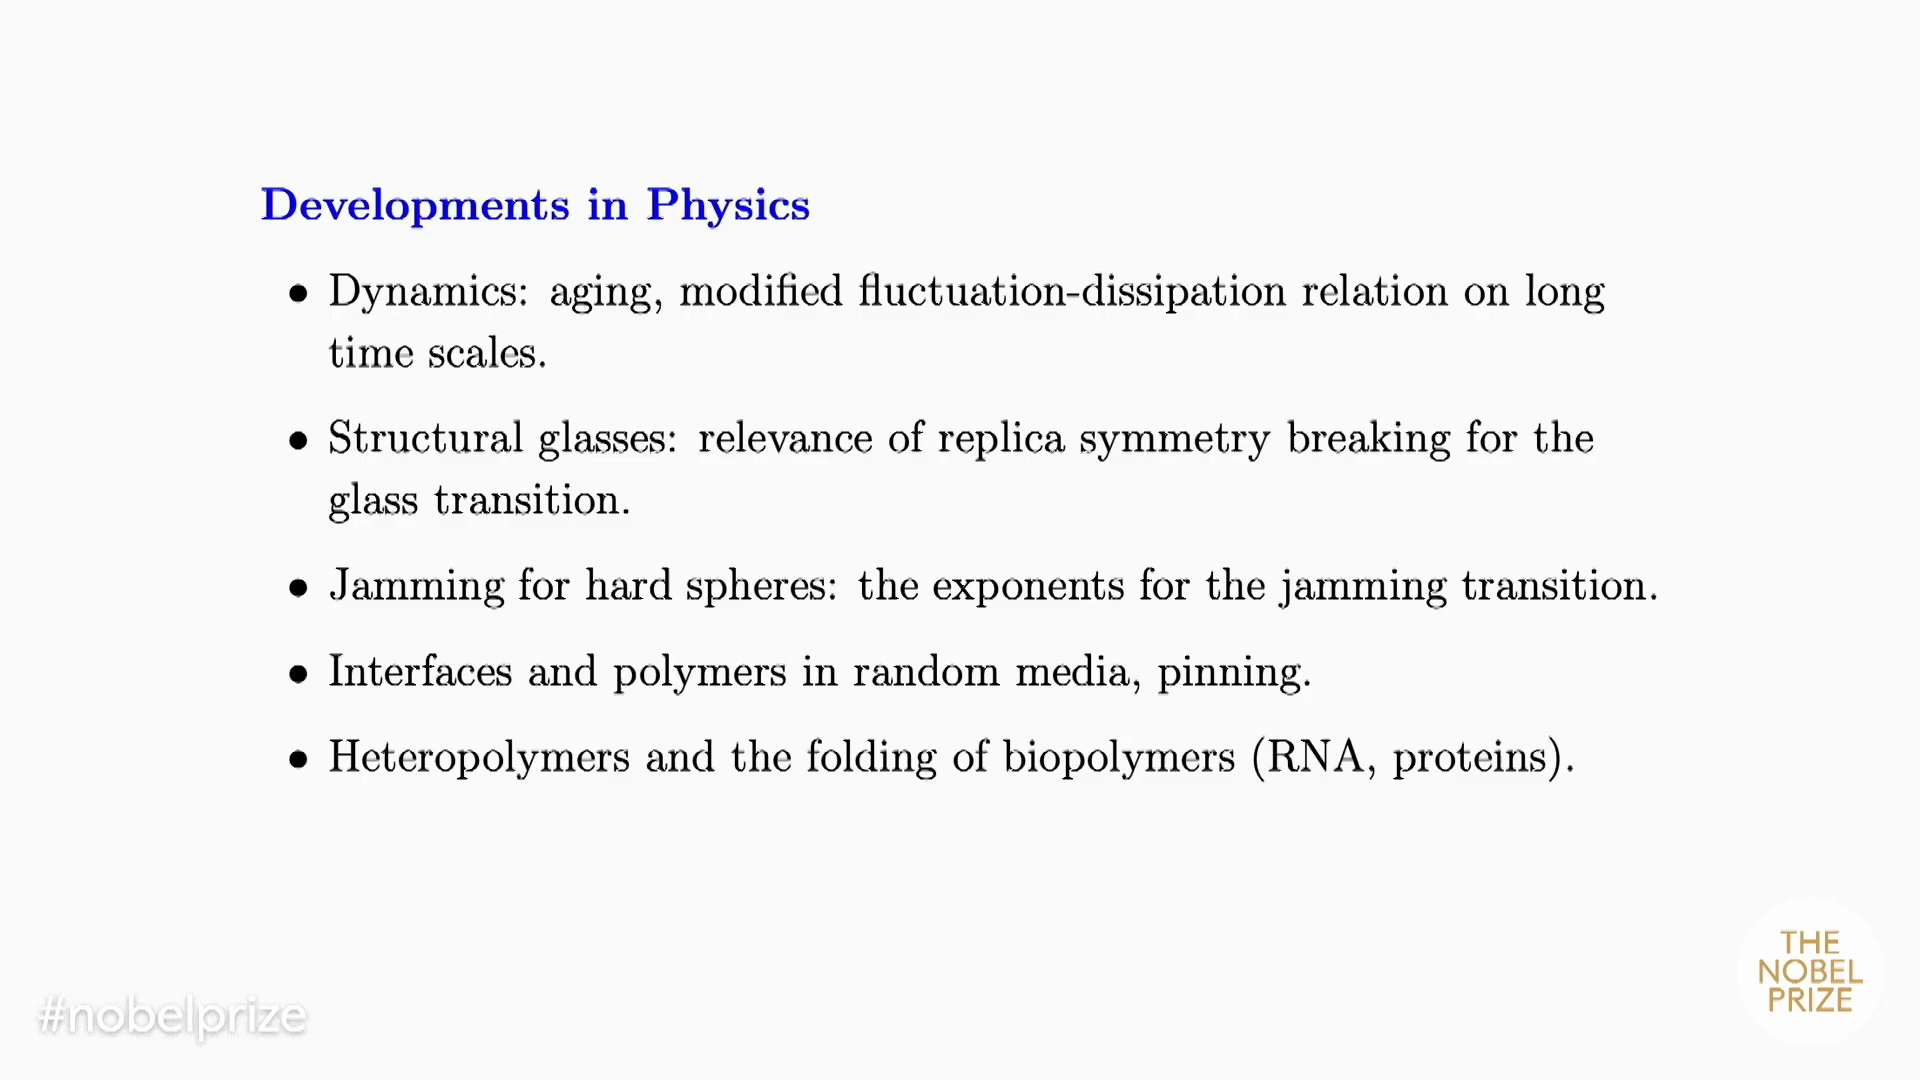 Developments in Physics
• Dynamics: aging, modified fluctuation-dissipation relation on long
time scales.
• Structural glasses: relevance of replica symmetry breaking for the
glass transition.
• Jamming for hard spheres: the exponents for the jamming transition.
• Interfaces and polymers in random media, pinning.
• Heteropolymers and the folding of biopolymers (RNA, proteins).
THE
NOBEL
PRIZE
#nobelprize